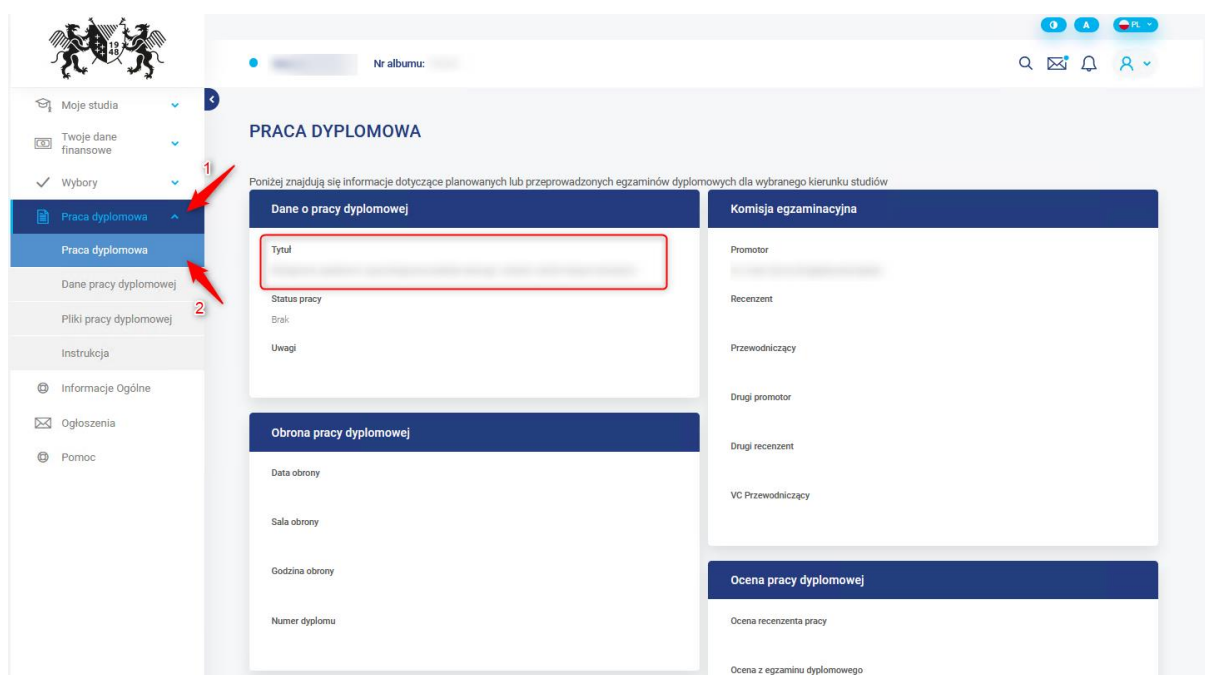 19
48
PL
A
Nr albumu:
Moje studia
Twoje dane
finansowe
Wybory
Praca dyplomowa
Praca dyplomowa
Dane pracy dyplomowej
Pliki pracy dyplomowej
Instrukcja
Informacje Ogólne
Ogłoszenia
Pomoc
1
2
PRACA DYPLOMOWA
Poniżej znajdują się informacje dotyczące planowanych lub przeprowadzonych egzaminów dyplomowych dla wybranego kierunku studiów
Dane o pracy dyplomowej
Tytuł
Status pracy
Brak
Uwagi
Obrona pracy dyplomowej
Data obrony
Sala obrony
Godzina obrony
Numer dyplomu
Komisja egzaminacyjna
Promotor
Recenzent
Przewodniczący
Drugi promotor
Drugi recenzent
VC Przewodniczący
Ocena pracy dyplomowej
Ocena recenzenta pracy
Ocena z egzaminu dyplomowego